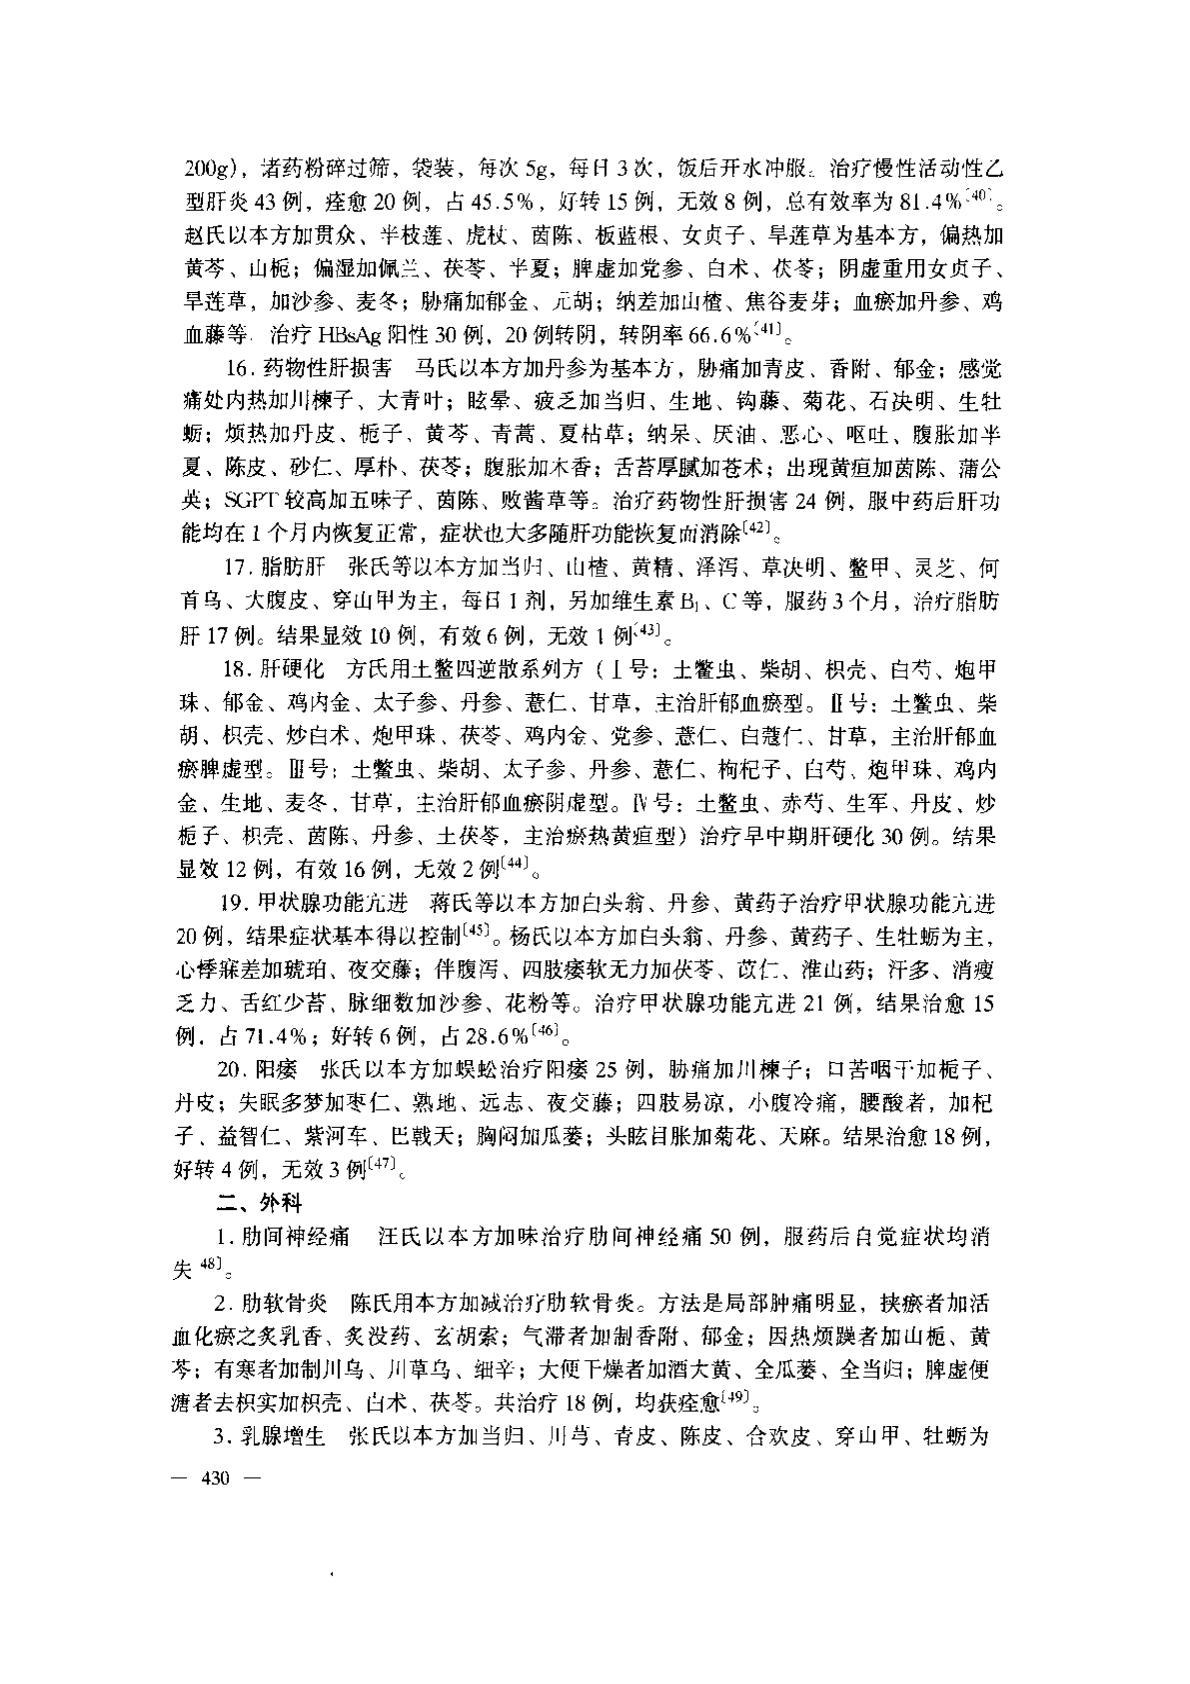 200g)，诸药粉碎过筛，袋装，每次 5g，每日 3 次，饭后开水冲服。治疗慢性活动性乙
型肝炎 43 例，痊愈 20 例，占 45.5%，好转 15 例，无效 8 例，总有效率为 81.4%〔40〕。
赵氏以本方加贯众、半枝莲、虎杖、茵陈、板蓝根、女贞子、旱莲草为基本方，偏热加
黄芩、山栀；偏湿加佩兰、茯苓、半夏；脾虚加党参、白术、茯苓；阴虚重用女贞子、
旱莲草，加沙参、麦冬；胁痛加郁金、元胡；纳差加山楂、焦谷麦芽；血瘀加丹参、鸡
血藤等. 治疗 HBsAg 阳性 30 例，20 例转阴，转阴率 66.6%〔41〕。
16. 药物性肝损害　马氏以本方加丹参为基本方，胁痛加青皮、香附、郁金；感觉
痛处内热加川楝子、大青叶；眩晕、疲乏加当归、生地、钩藤、菊花、石决明、生牡
蛎；烦热加丹皮、栀子、黄芩、青蒿、夏枯草；纳呆、厌油、恶心、呕吐、腹胀加半
夏、陈皮、砂仁、厚朴、茯苓；腹胀加木香；舌苔厚腻加苍术；出现黄疸加茵陈、蒲公
英；SGPT 较高加五味子、茵陈、败酱草等。治疗药物性肝损害 24 例，服中药后肝功
能均在 1 个月内恢复正常，症状也大多随肝功能恢复而消除〔42〕。
17. 脂肪肝　张氏等以本方加当归、山楂、黄精、泽泻、草决明、鳖甲、灵芝、何
首乌、大腹皮、穿山甲为主，每日 1 剂，另加维生素 B₁、C 等，服药 3 个月，治疗脂肪
肝 17 例。结果显效 10 例，有效 6 例，无效 1 例〔43〕。
18. 肝硬化　方氏用土鳖四逆散系列方（Ⅰ号：土鳖虫、柴胡、枳壳、白芍、炮甲
珠、郁金、鸡内金、太子参、丹参、薏仁、甘草，主治肝郁血瘀型。Ⅱ号：土鳖虫、柴
胡、枳壳、炒白术、炮甲珠、茯苓、鸡内金、党参、薏仁、白蔻仁、甘草，主治肝郁血
瘀脾虚型。Ⅲ号：土鳖虫、柴胡、太子参、丹参、薏仁、枸杞子、白芍、炮甲珠、鸡内
金、生地、麦冬，甘草，主治肝郁血瘀阴虚型。Ⅳ号：土鳖虫、赤芍、生军、丹皮、炒
栀子、枳壳、茵陈、丹参、土茯苓，主治瘀热黄疸型）治疗早中期肝硬化 30 例。结果
显效 12 例，有效 16 例，无效 2 例〔44〕。
19. 甲状腺功能亢进　蒋氏等以本方加白头翁、丹参、黄药子治疗甲状腺功能亢进
20 例，结果症状基本得以控制〔45〕。杨氏以本方加白头翁、丹参、黄药子、生牡蛎为主，
心悸寐差加琥珀、夜交藤；伴腹泻、四肢痿软无力加茯苓、苡仁、淮山药；汗多、消瘦
乏力、舌红少苔、脉细数加沙参、花粉等。治疗甲状腺功能亢进 21 例，结果治愈 15
例，占 71.4%；好转 6 例，占 28.6%〔46〕。
20. 阳痿　张氏以本方加蜈蚣治疗阳痿 25 例，胁痛加川楝子；口苦咽干加栀子、
丹皮；失眠多梦加枣仁、熟地、远志、夜交藤；四肢易凉，小腹冷痛，腰酸者，加杞
子、益智仁、紫河车、巴戟天；胸闷加瓜蒌；头眩目胀加菊花、天麻。结果治愈 18 例，
好转 4 例，无效 3 例〔47〕。
二、外科
1. 肋间神经痛　汪氏以本方加味治疗肋间神经痛 50 例，服药后自觉症状均消
失〔48〕。
2. 肋软骨炎　陈氏用本方加减治疗肋软骨炎。方法是局部肿痛明显，挟瘀者加活
血化瘀之炙乳香、炙没药、玄胡索；气滞者加制香附、郁金；因热烦躁者加山栀、黄
芩；有寒者加制川乌、川草乌、细辛；大便干燥者加酒大黄、全瓜蒌、全当归；脾虚便
溏者去枳实加枳壳、白术、茯苓。共治疗 18 例，均获痊愈〔49〕。
3. 乳腺增生　张氏以本方加当归、川芎、青皮、陈皮、合欢皮、穿山甲、牡蛎为
— 430 —